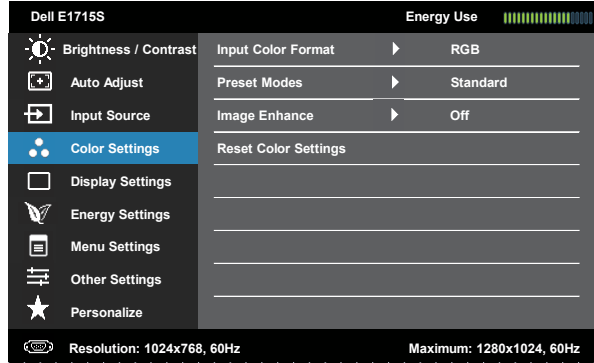 Dell E1715S Energy Use
Brightness / Contrast Input Color Format RGB
Auto Adjust Preset Modes Standard
Input Source Image Enhance Off
Color Settings Reset Color Settings
Display Settings
Energy Settings
Menu Settings
Other Settings
Personalize
Resolution: 1024x768, 60Hz Maximum: 1280x1024, 60Hz